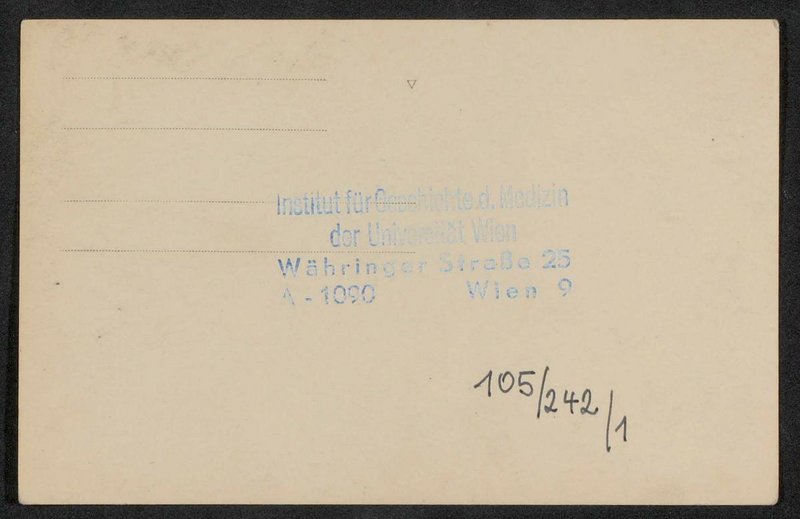 Institut für Geschichte d. Medizin
der Universität Wien
Währinger Straße 25
A - 1090 Wien 9
105/242/1